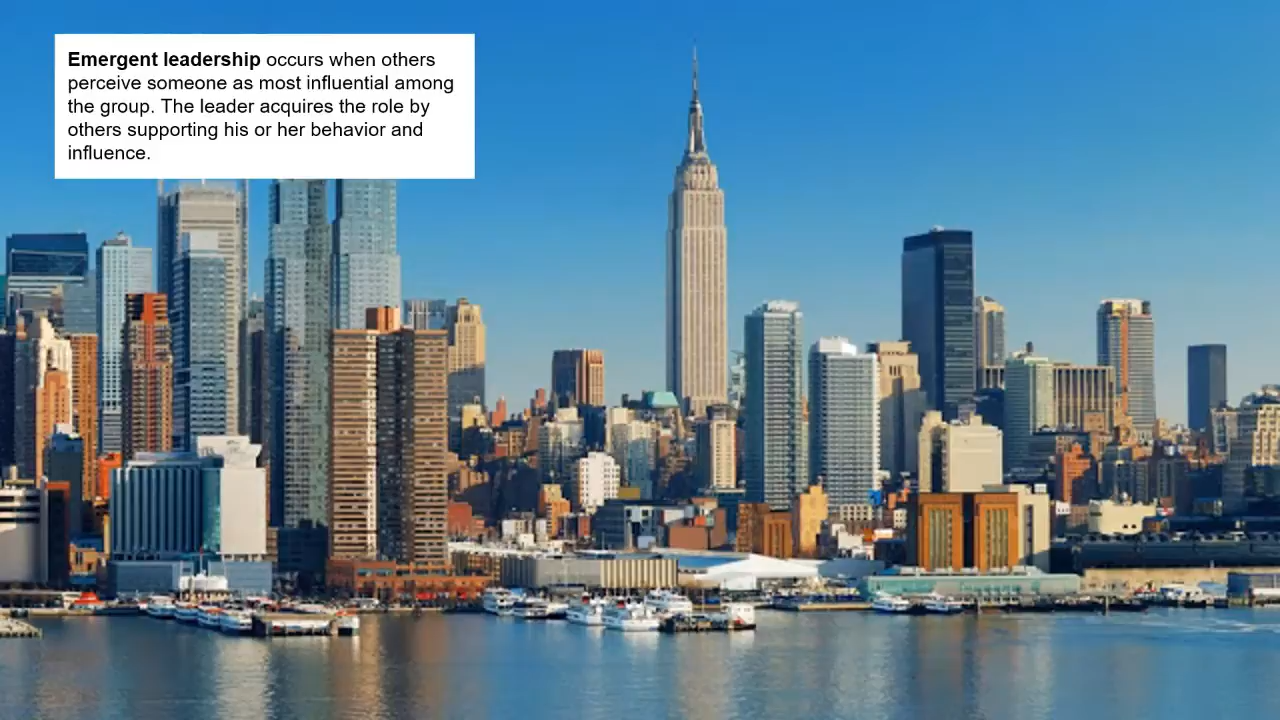 Emergent leadership occurs when others
perceive someone as most influential among
the group. The leader acquires the role by
others supporting his or her behavior and
influence.